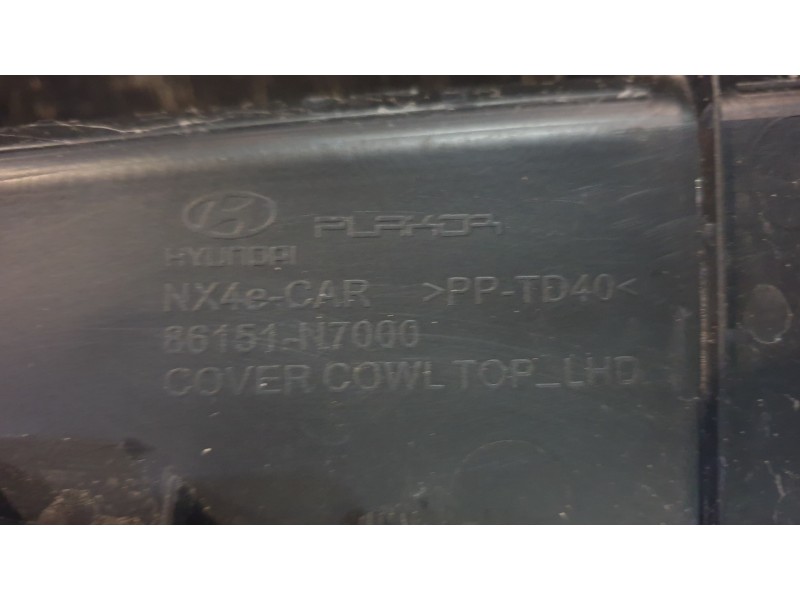 HYUNDAI PLAKOR
NX4e-CAR >PP-TD40<
86151-N7000
COVER COWL TOP_LHD